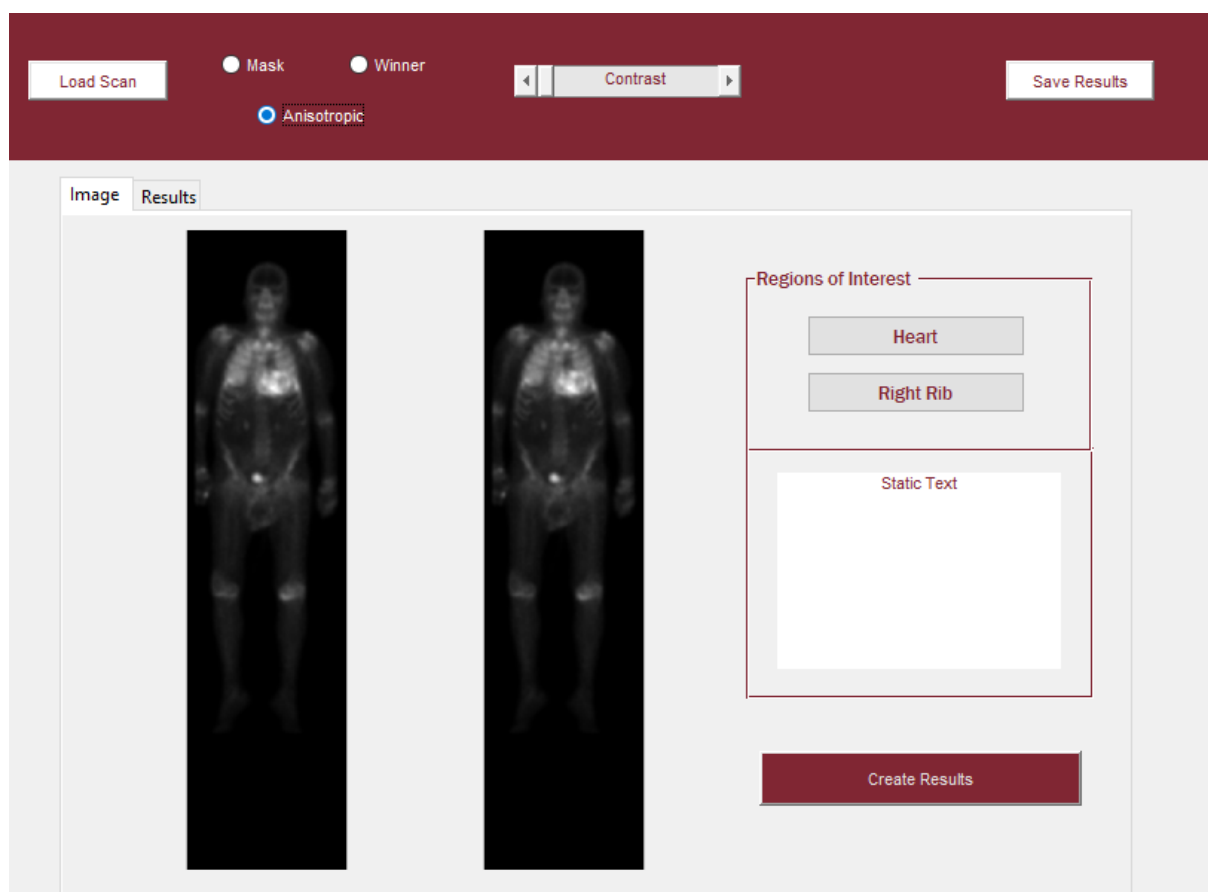 Load Scan
Mask
Winner
Anisotropic
Contrast
Save Results
Image
Results
Regions of Interest
Heart
Right Rib
Static Text
Create Results